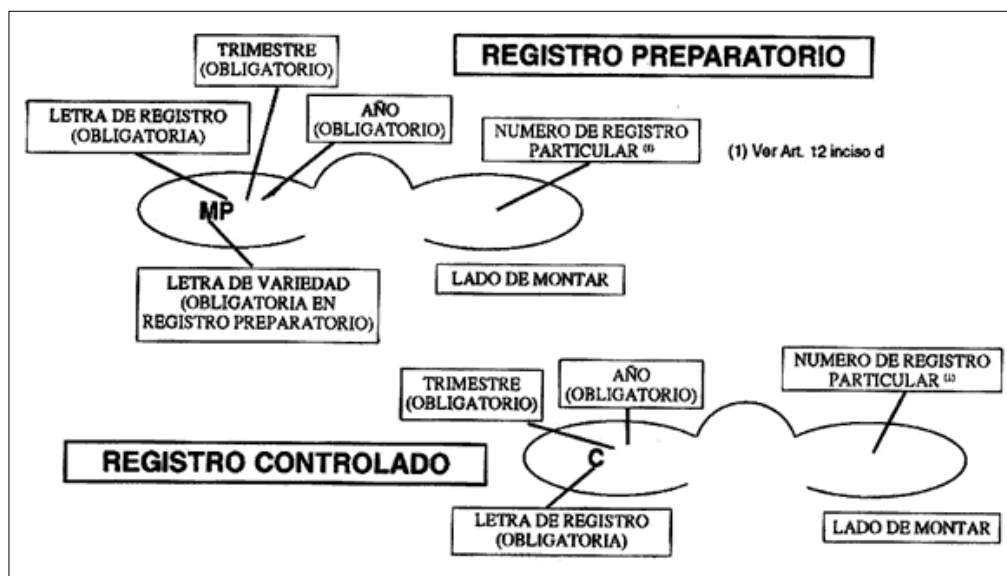 TRIMESTRE
(OBLIGATORIO)
REGISTRO PREPARATORIO
LETRA DE REGISTRO
(OBLIGATORIA)
AÑO
(OBLIGATORIO)
NUMERO DE REGISTRO
PARTICULAR (1)
(1) Ver Art. 12 inciso d
MP
LETRA DE VARIEDAD
(OBLIGATORIA EN
REGISTRO PREPARATORIO)
LADO DE MONTAR
TRIMESTRE
(OBLIGATORIO)
AÑO
(OBLIGATORIO)
NUMERO DE REGISTRO
PARTICULAR (1)
REGISTRO CONTROLADO
C
LETRA DE REGISTRO
(OBLIGATORIA)
LADO DE MONTAR